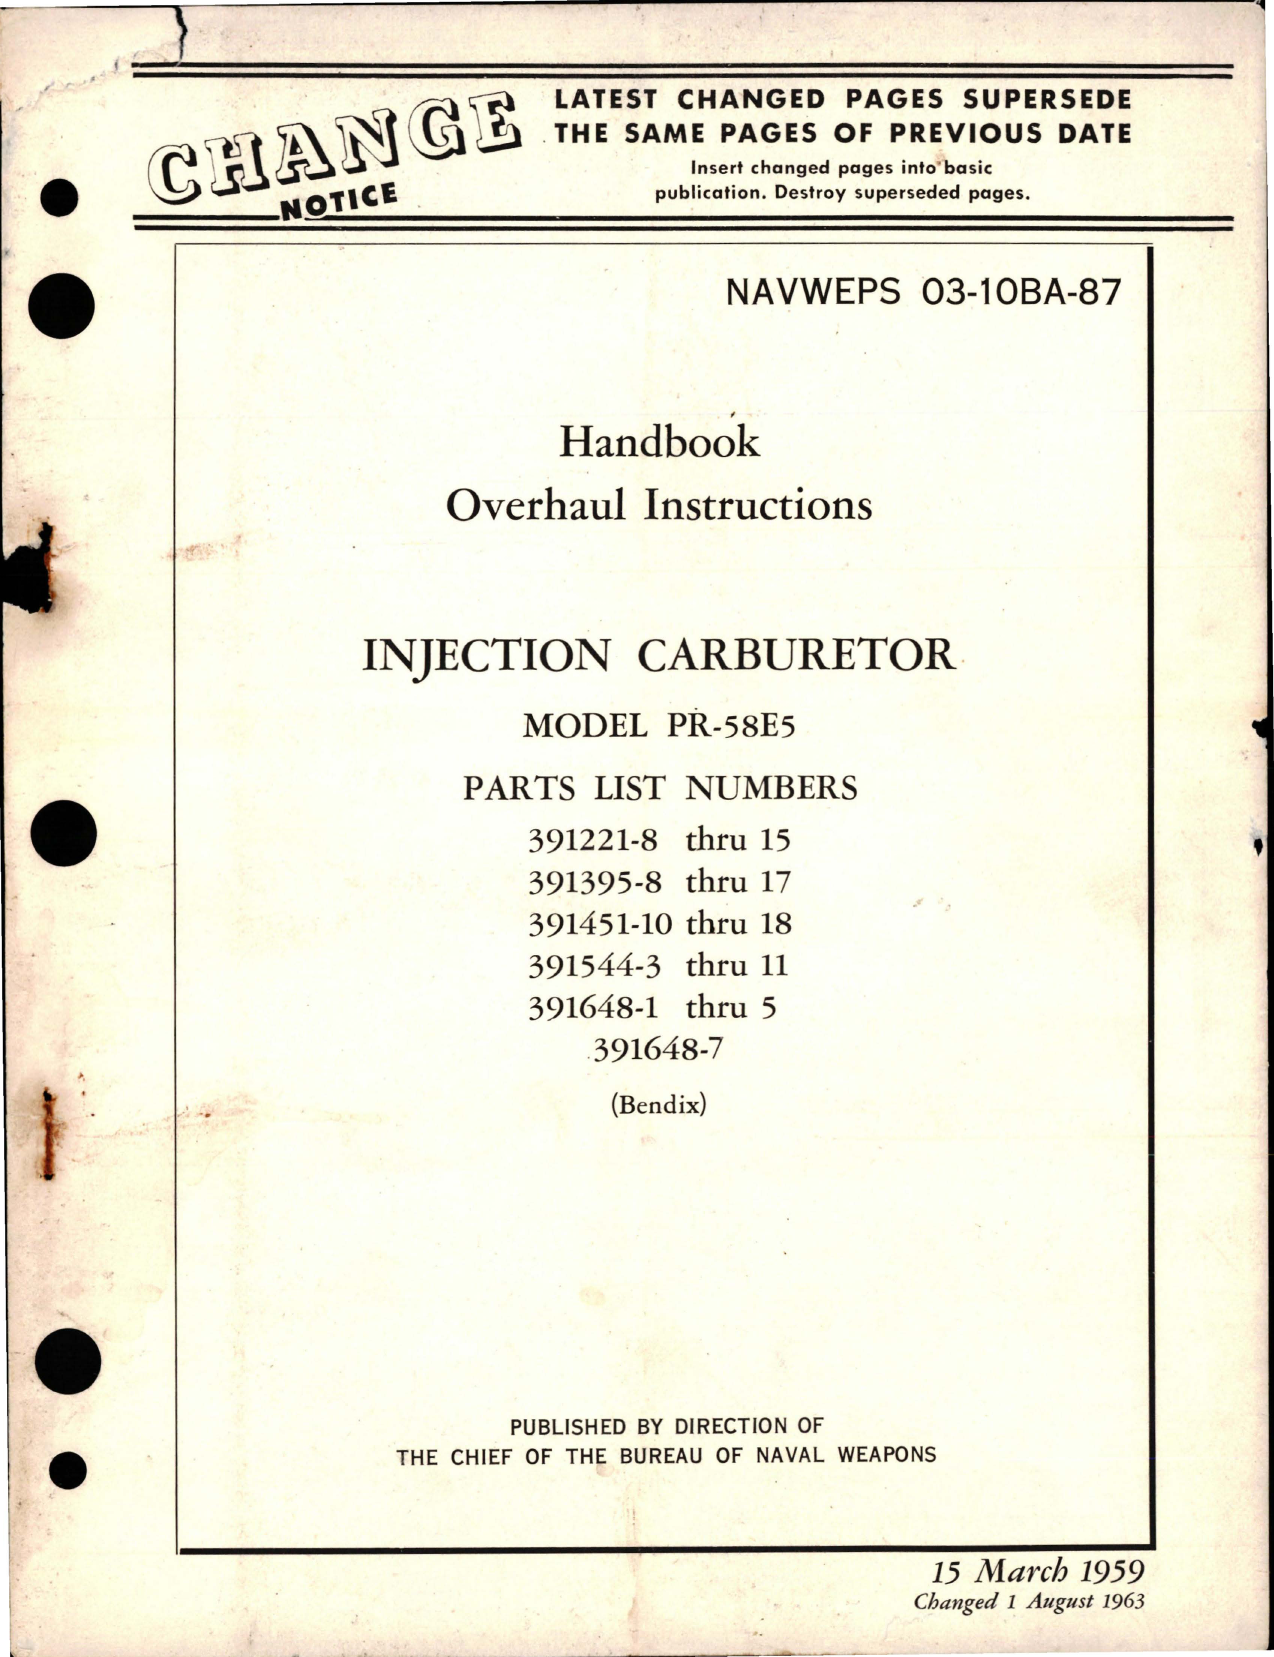 CHANGE
NOTICE
LATEST CHANGED PAGES SUPERSEDE
THE SAME PAGES OF PREVIOUS DATE
Insert changed pages into basic
publication. Destroy superseded pages.
NAVWEPS 03-10BA-87
Handbook
Overhaul Instructions
INJECTION CARBURETOR
MODEL PR-58E5
PARTS LIST NUMBERS
391221-8 thru 15
391395-8 thru 17
391451-10 thru 18
391544-3 thru 11
391648-1 thru 5
391648-7
(Bendix)
PUBLISHED BY DIRECTION OF
THE CHIEF OF THE BUREAU OF NAVAL WEAPONS
15 March 1959
Changed 1 August 1963